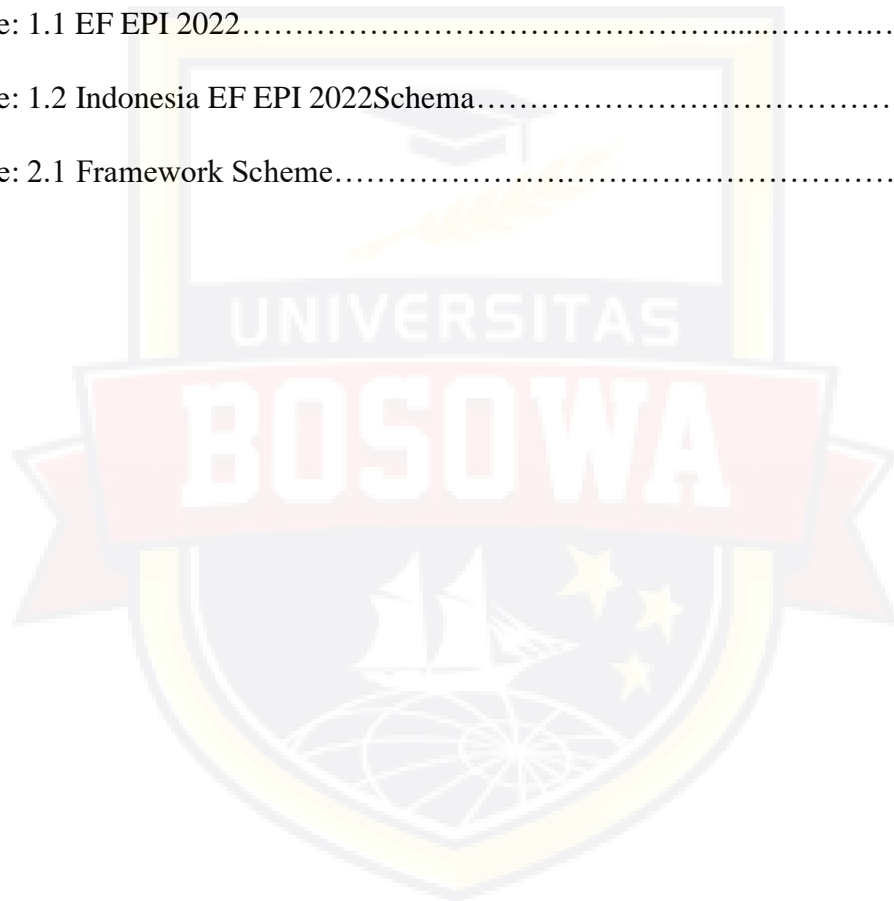 e: 1.1 EF EPI 2022……………………………………………......……….…
e: 1.2 Indonesia EF EPI 2022Schema…………………………………
e: 2.1 Framework Scheme………………….……………………………
UNIVERSITAS
BOSOWA